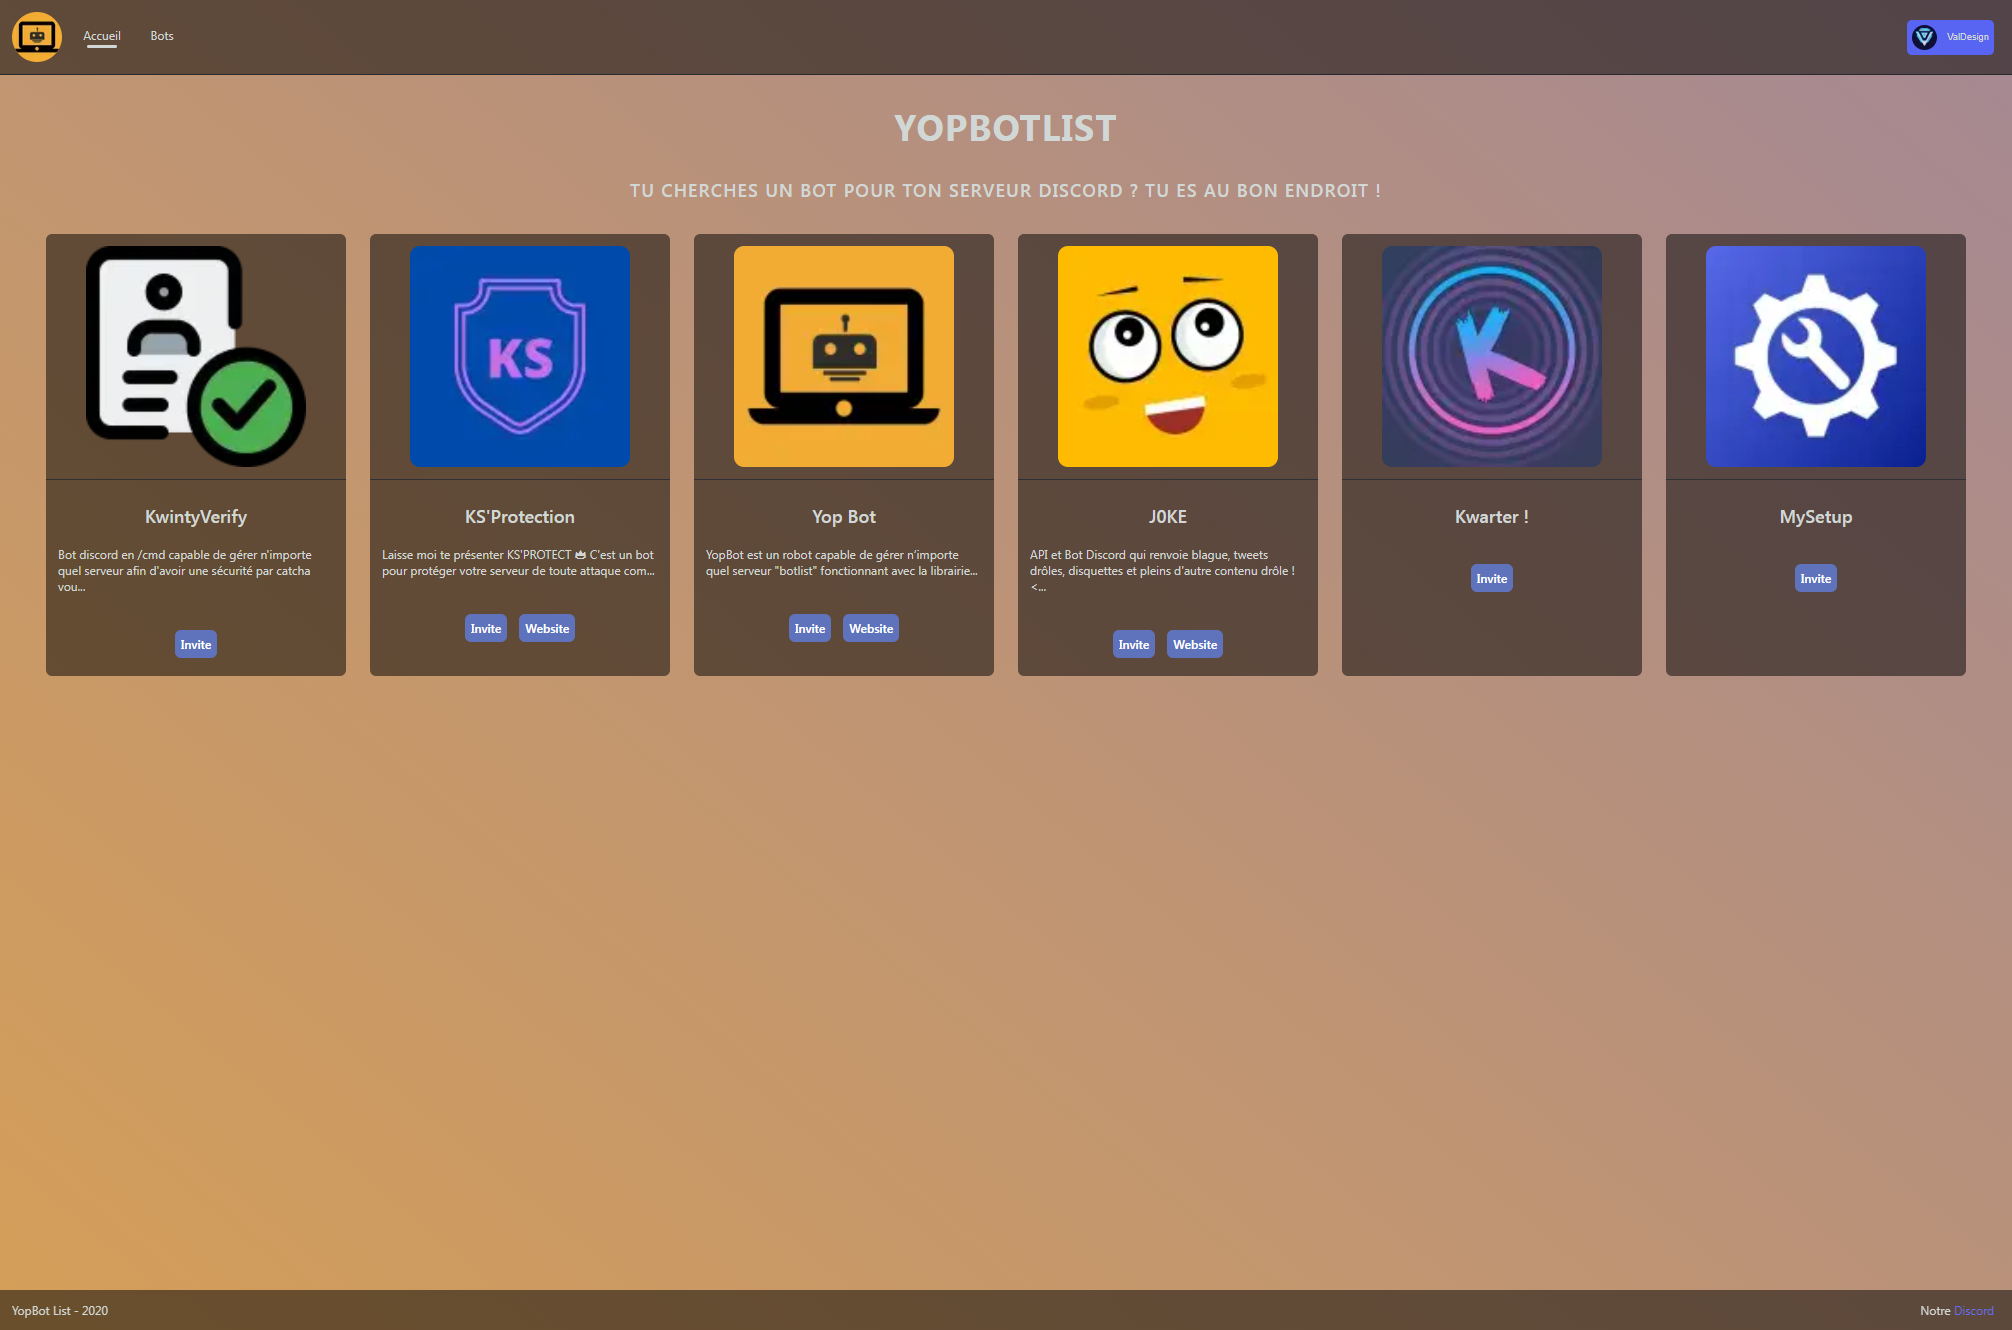 Accueil
Bots
ValDesign
YOPBOTLIST
TU CHERCHES UN BOT POUR TON SERVEUR DISCORD ? TU ES AU BON ENDROIT !
KwintyVerify
Bot discord en /cmd capable de gérer n'importe
quel serveur afin d'avoir une sécurité par catcha
vou...
Invite
KS
KS'Protection
Laisse moi te présenter KS'PROTECT 👑 C'est un bot
pour protéger votre serveur de toute attaque com...
Invite
Website
Yop Bot
YopBot est un robot capable de gérer n'importe
quel serveur "botlist" fonctionnant avec la librairie...
Invite
Website
J0KE
API et Bot Discord qui renvoie blague, tweets
drôles, disquettes et pleins d'autre contenu drôle !
<...
Invite
Website
K
Kwarter !
Invite
MySetup
Invite
YopBot List - 2020
Notre Discord